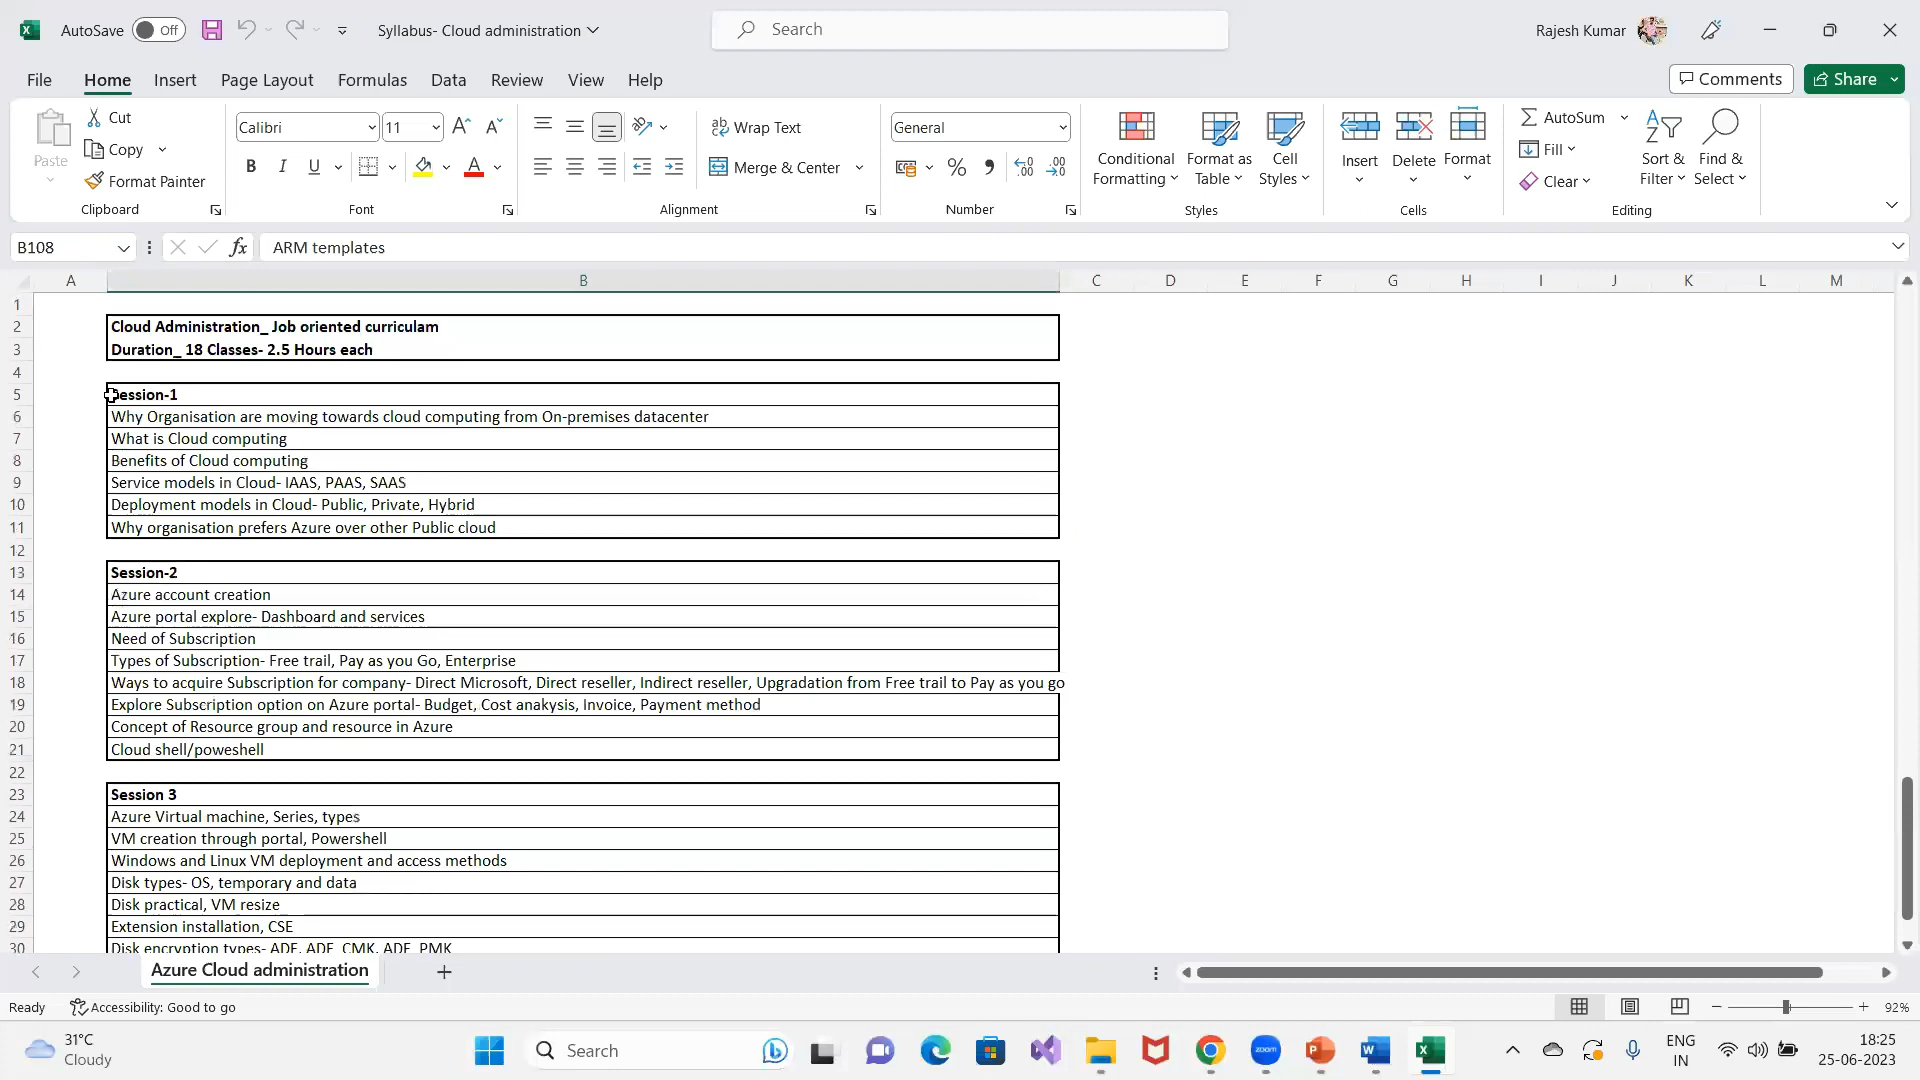 AutoSave Off Syllabus- Cloud administration Search Rajesh Kumar
File Home Insert Page Layout Formulas Data Review View Help Comments Share
Paste Cut Copy Format Painter Clipboard
Calibri 11 B I U A Font
Wrap Text Merge & Center Alignment
General % Number
Conditional Formatting Format as Table Cell Styles Styles
Insert Delete Format Cells
AutoSum Fill Clear Sort & Filter Find & Select Editing
B108 fx ARM templates
A B C D E F G H I J K L M
1
2 Cloud Administration_ Job oriented curriculam
3 Duration_ 18 Classes- 2.5 Hours each
4
5 Session-1
6 Why Organisation are moving towards cloud computing from On-premises datacenter
7 What is Cloud computing
8 Benefits of Cloud computing
9 Service models in Cloud- IAAS, PAAS, SAAS
10 Deployment models in Cloud- Public, Private, Hybrid
11 Why organisation prefers Azure over other Public cloud
12
13 Session-2
14 Azure account creation
15 Azure portal explore- Dashboard and services
16 Need of Subscription
17 Types of Subscription- Free trail, Pay as you Go, Enterprise
18 Ways to acquire Subscription for company- Direct Microsoft, Direct reseller, Indirect reseller, Upgradation from Free trail to Pay as you go
19 Explore Subscription option on Azure portal- Budget, Cost anakysis, Invoice, Payment method
20 Concept of Resource group and resource in Azure
21 Cloud shell/poweshell
22
23 Session 3
24 Azure Virtual machine, Series, types
25 VM creation through portal, Powershell
26 Windows and Linux VM deployment and access methods
27 Disk types- OS, temporary and data
28 Disk practical, VM resize
29 Extension installation, CSE
30 Disk encryption types- ADE, ADE_CMK, ADE_PMK
Azure Cloud administration
Ready Accessibility: Good to go 92%
31°C
Cloudy
Search
zoom
ENG
IN
18:25
25-06-2023